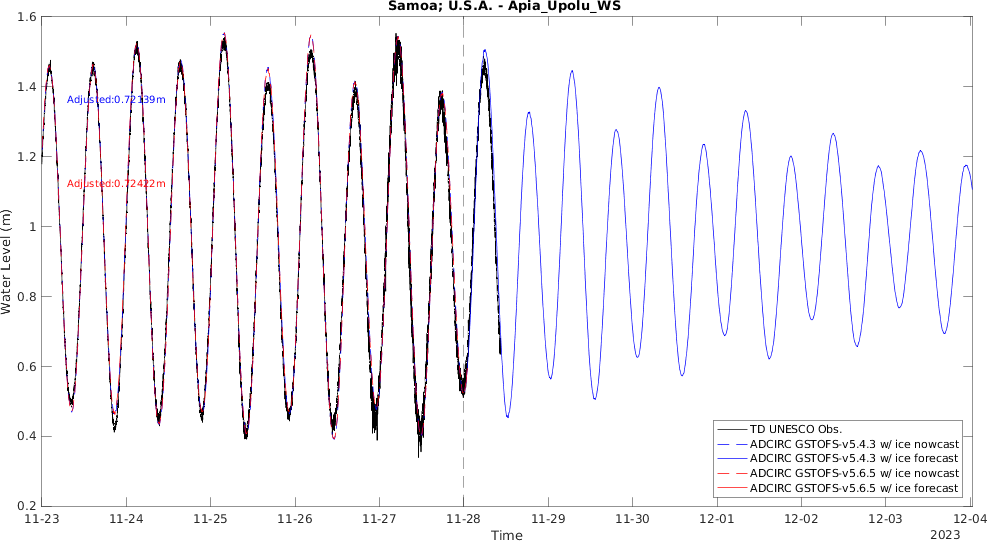 Samoa; U.S.A. - Apia_Upolu_WS
1.6
1.4
1.2
1
0.8
0.6
0.4
0.2
Water Level (m)
Adjusted:0.72139m
Adjusted:0.72422m
TD UNESCO Obs.
ADCIRC GSTOFS-v5.4.3 w/ ice nowcast
ADCIRC GSTOFS-v5.4.3 w/ ice forecast
ADCIRC GSTOFS-v5.6.5 w/ ice nowcast
ADCIRC GSTOFS-v5.6.5 w/ ice forecast
11-23 11-24 11-25 11-26 11-27 11-28 11-29 11-30 12-01 12-02 12-03 12-04
Time
2023